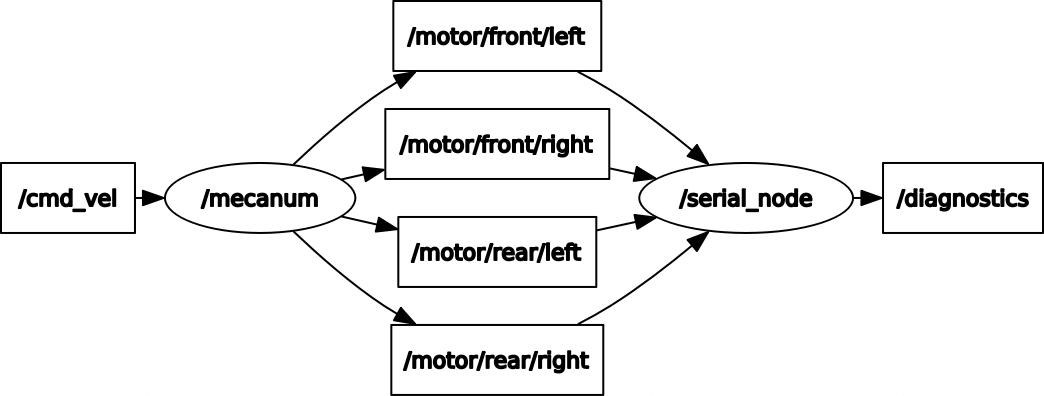 /motor/front/left
/motor/front/right
/cmd_vel
/mecanum
/serial_node
/diagnostics
/motor/rear/left
/motor/rear/right